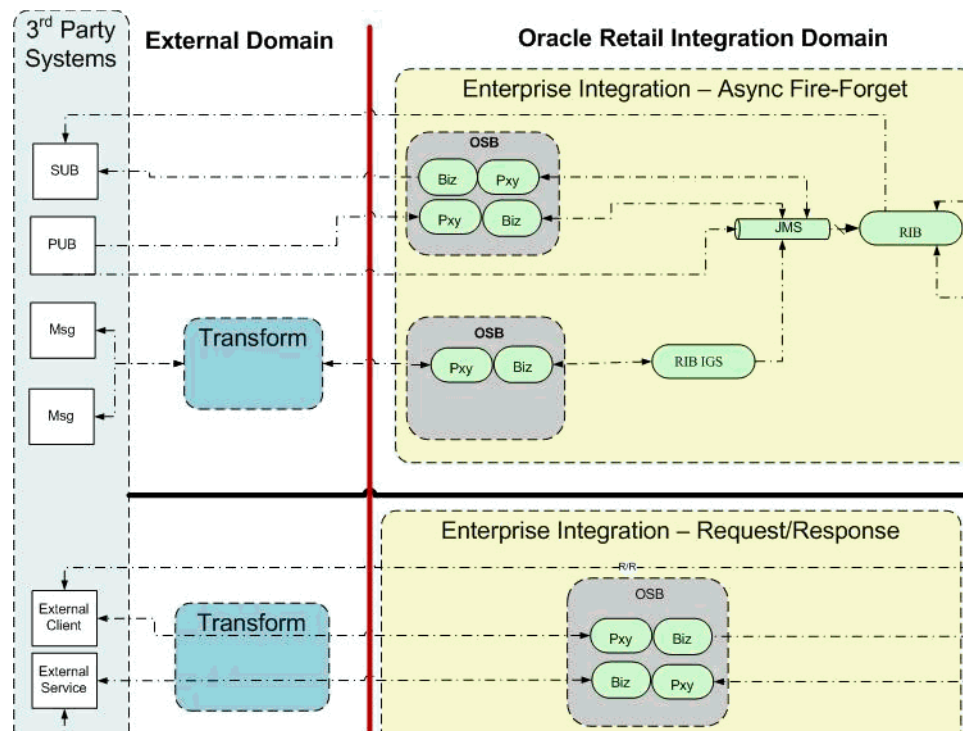 3rd Party
Systems
External Domain
Oracle Retail Integration Domain
Enterprise Integration – Async Fire-Forget
OSB
SUB
Biz
Pxy
Pxy
Biz
PUB
JMS
RIB
Msg
Transform
OSB
Pxy
Biz
RIB IGS
Msg
Enterprise Integration – Request/Response
R/R
OSB
External
Client
Transform
Pxy
Biz
External
Service
Biz
Pxy